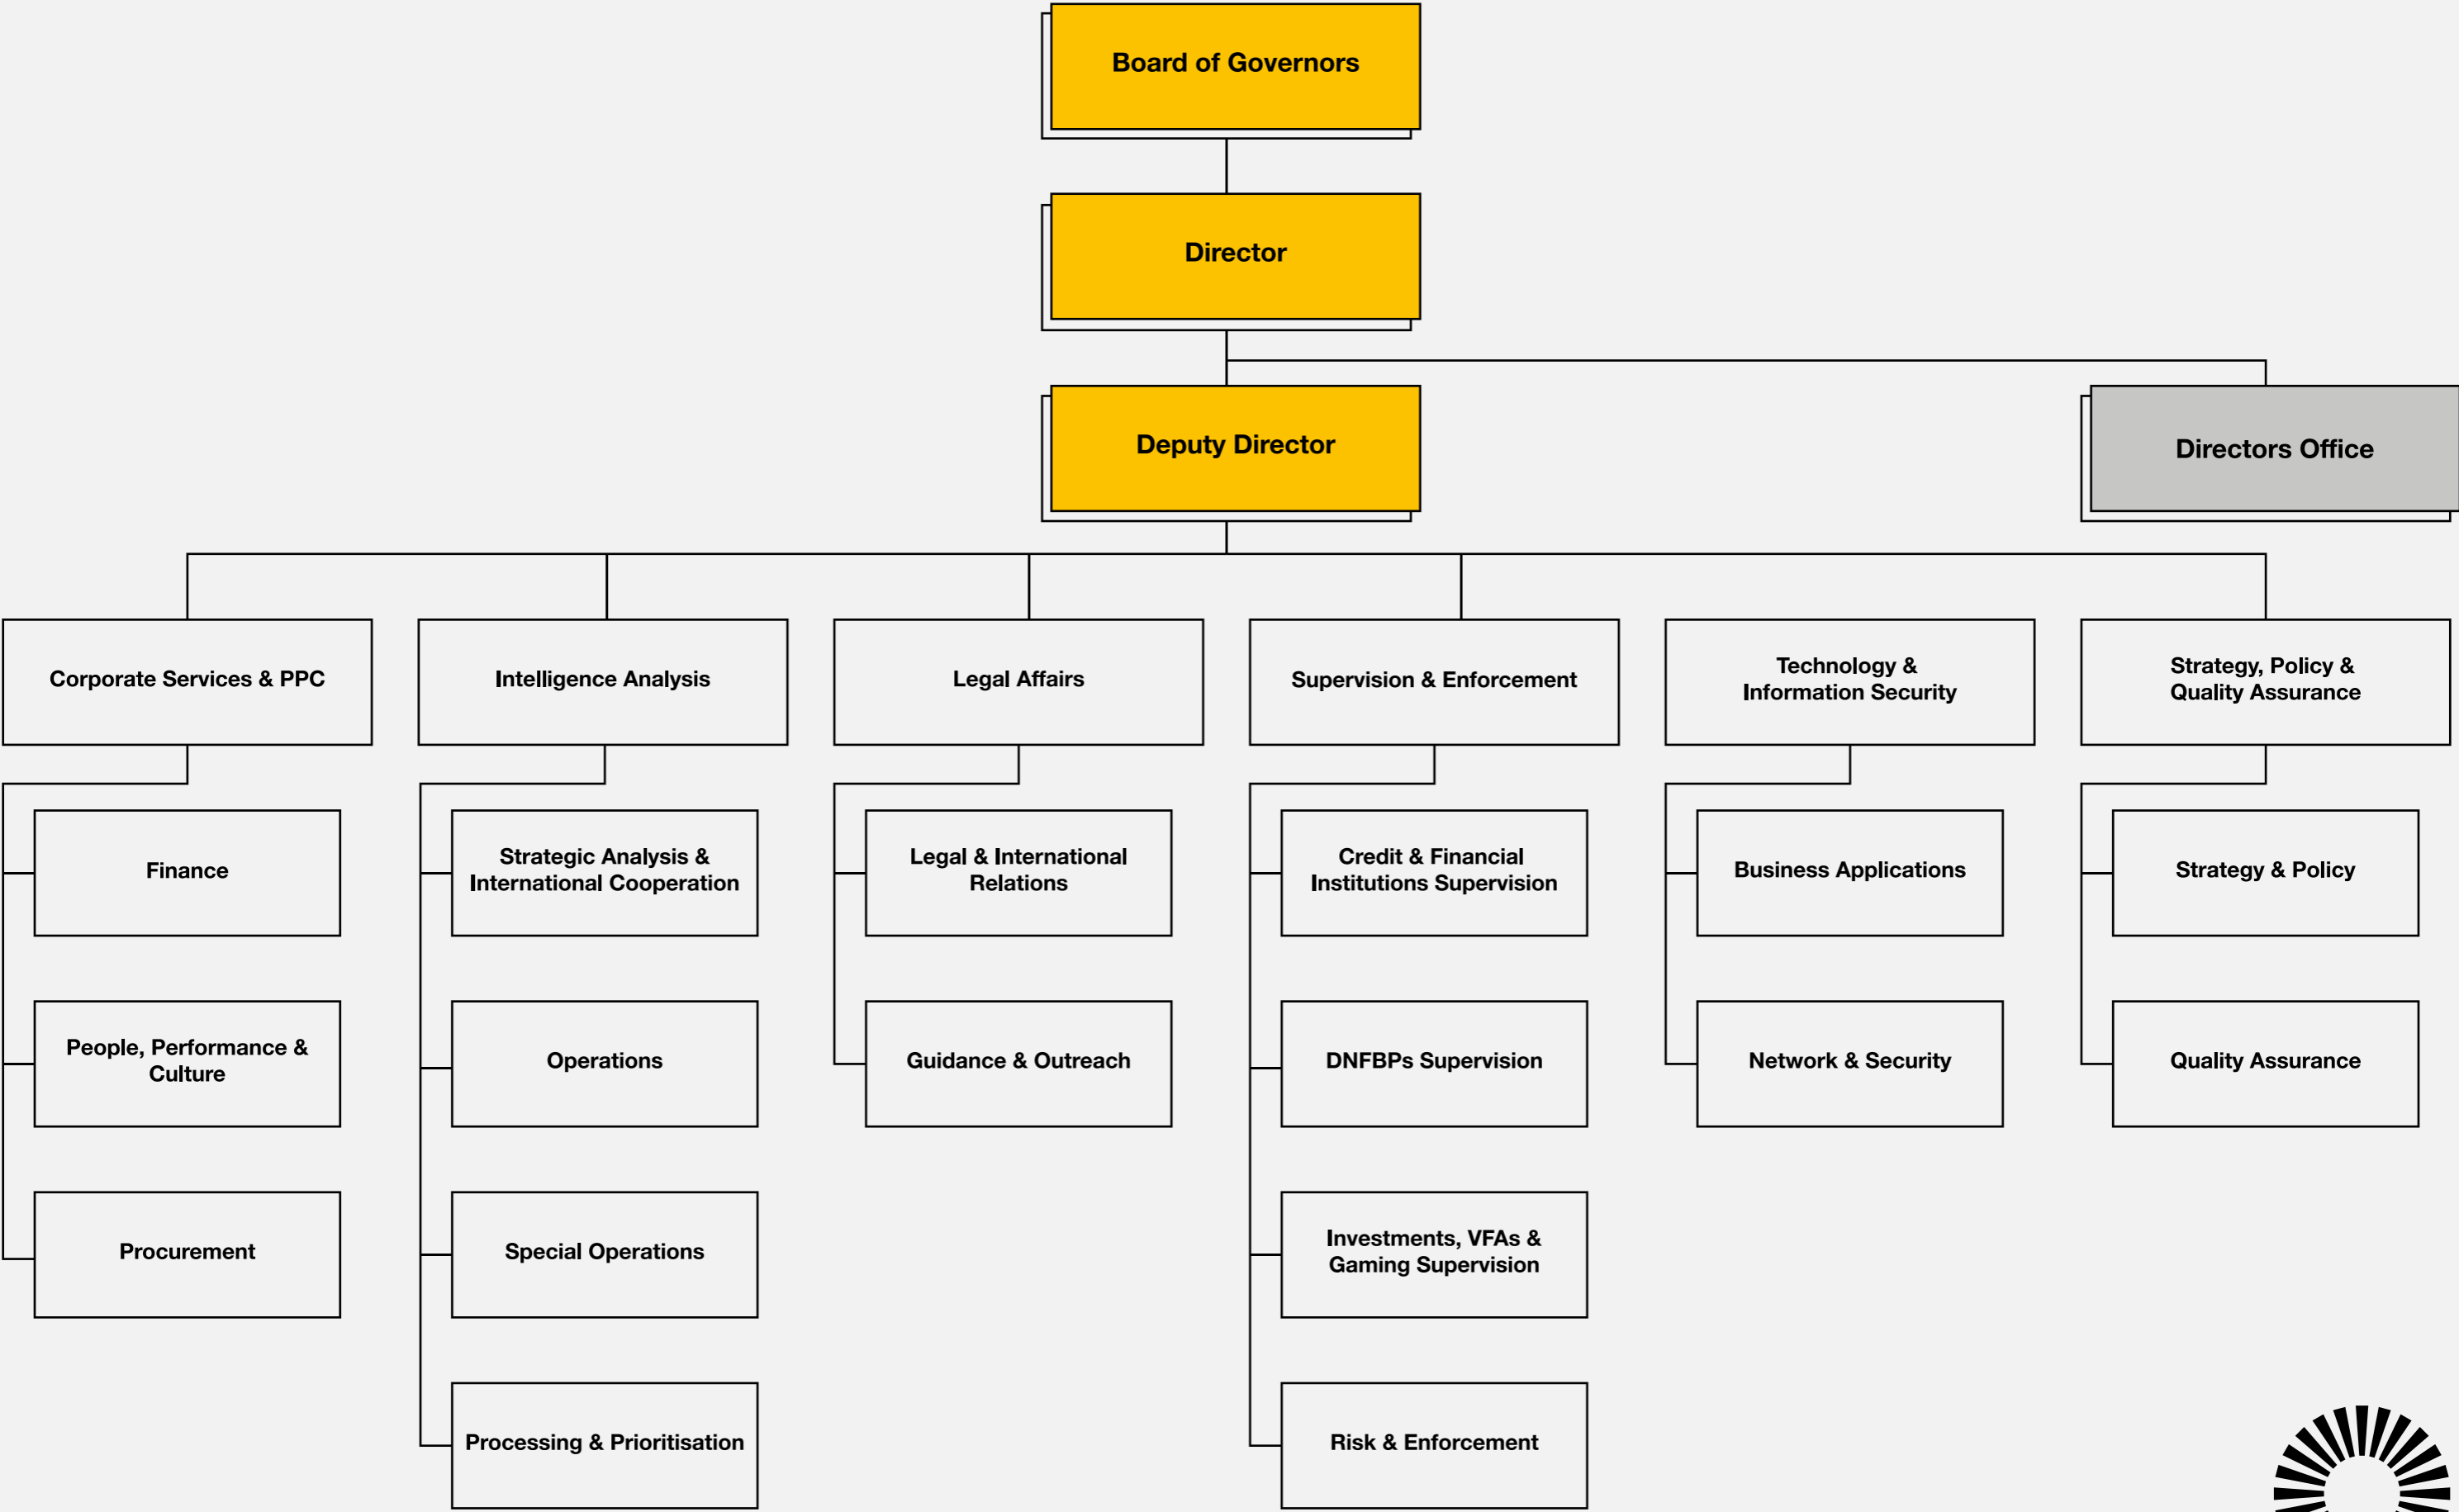 Board of Governors
Director
Deputy Director
Directors Office
Corporate Services & PPC
Intelligence Analysis
Legal Affairs
Supervision & Enforcement
Technology &
Information Security
Strategy, Policy &
Quality Assurance
Finance
People, Performance &
Culture
Procurement
Strategic Analysis &
International Cooperation
Operations
Special Operations
Processing & Prioritisation
Legal & International
Relations
Guidance & Outreach
Credit & Financial
Institutions Supervision
DNFBPs Supervision
Investments, VFAs &
Gaming Supervision
Risk & Enforcement
Business Applications
Network & Security
Strategy & Policy
Quality Assurance